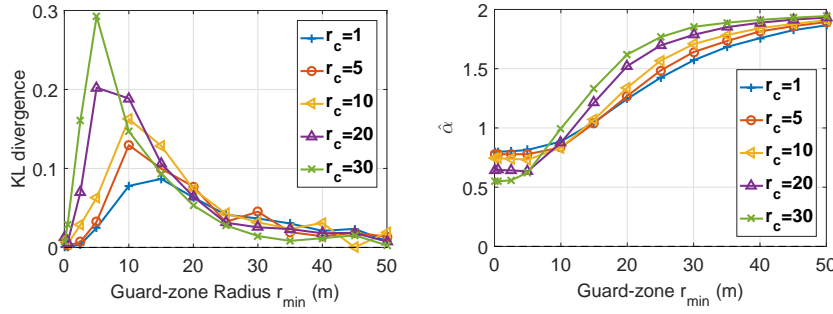 0.3
0.2
0.1
0
KL divergence
r_c=1
r_c=5
r_c=10
r_c=20
r_c=30
0 10 20 30 40 50
Guard-zone Radius r_min (m)
2
1.5
1
0.5
0
α̂
r_c=1
r_c=5
r_c=10
r_c=20
r_c=30
0 10 20 30 40 50
Guard-zone r_min (m)